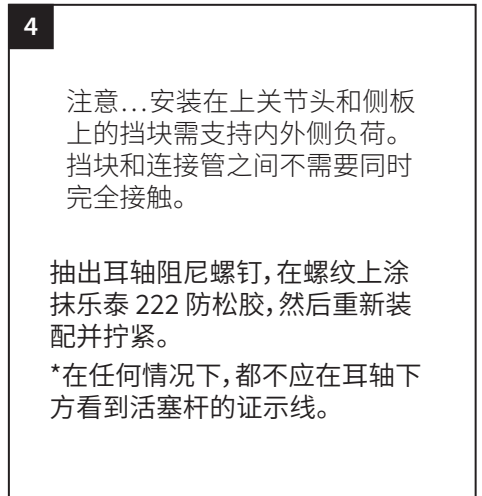 4
注意...安装在上关节头和侧板
上的挡块需支持内外侧负荷。
挡块和连接管之间不需要同时
完全接触。
抽出耳轴阻尼螺钉，在螺纹上涂
抹乐泰 222 防松胶，然后重新装
配并拧紧。
*在任何情况下，都不应在耳轴下
方看到活塞杆的证示线。